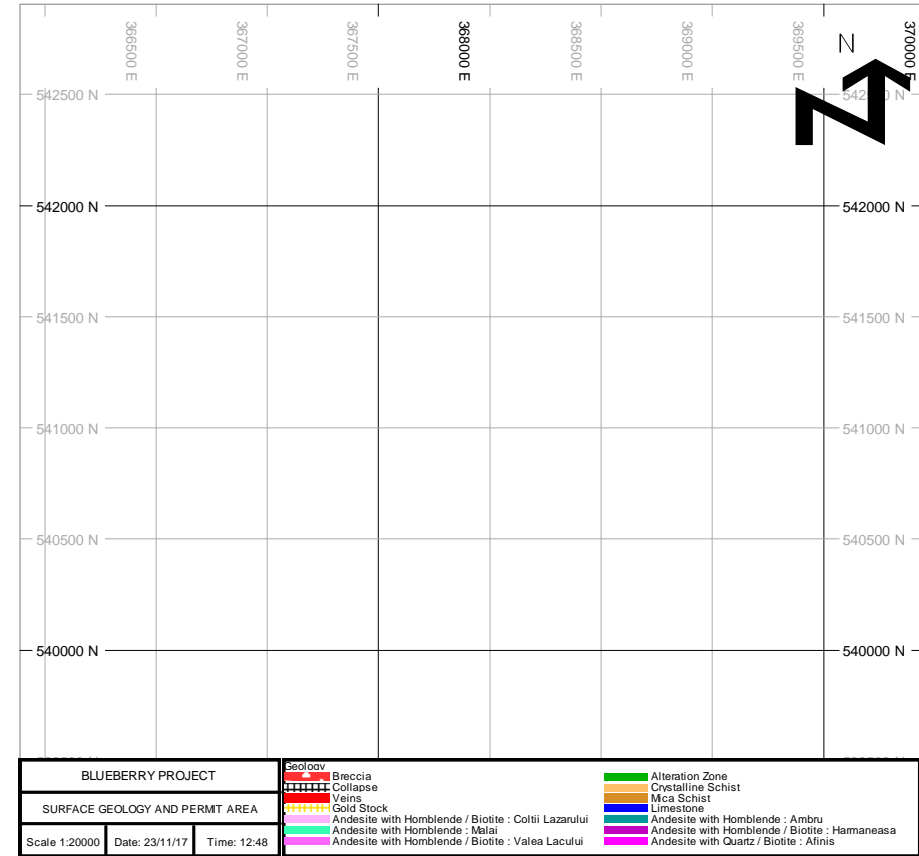 366500 E
367000 E
367500 E
368000 E
368500 E
369000 E
369500 E
370000 E
N
542500 N
542000 N 542000 N
541500 N 541500 N
541000 N 541000 N
540500 N 540500 N
540000 N 540000 N
BLUEBERRY PROJECT
SURFACE GEOLOGY AND PERMIT AREA
Scale 1:20000 Date: 23/11/17 Time: 12:48
Geology
Breccia
Collapse
Veins
Gold Stock
Andesite with Hornblende / Biotite : Coltii Lazarului
Andesite with Hornblende : Malai
Andesite with Hornblende / Biotite : Valea Lacului
Alteration Zone
Crystalline Schist
Mica Schist
Limestone
Andesite with Hornblende : Ambru
Andesite with Hornblende / Biotite : Harmaneasa
Andesite with Quartz / Biotite : Afinis